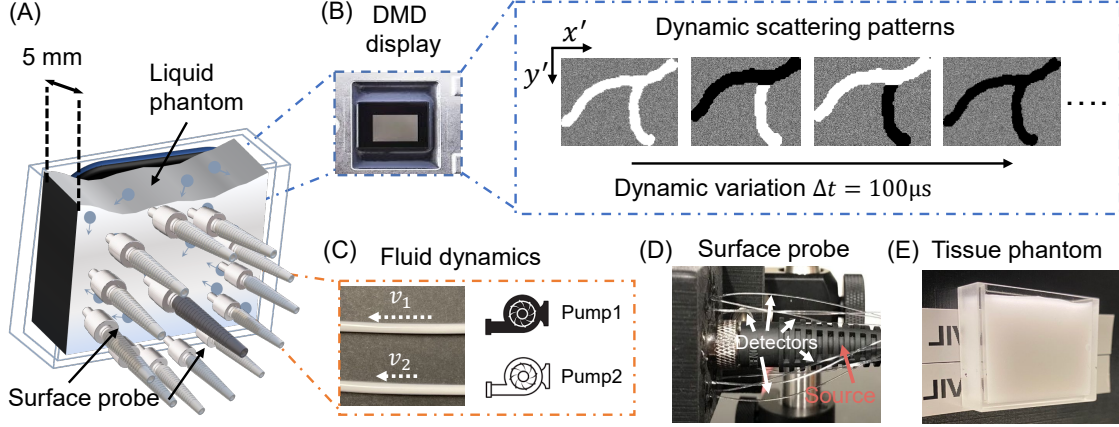 (A)
5 mm
Liquid
phantom
Surface probe
(B)
DMD
display
Dynamic scattering patterns
x′
y′
....
Dynamic variation Δt = 100μs
(C)
Fluid dynamics
v₁
Pump1
v₂
Pump2
(D)
Surface probe
Detectors
Source
(E)
Tissue phantom